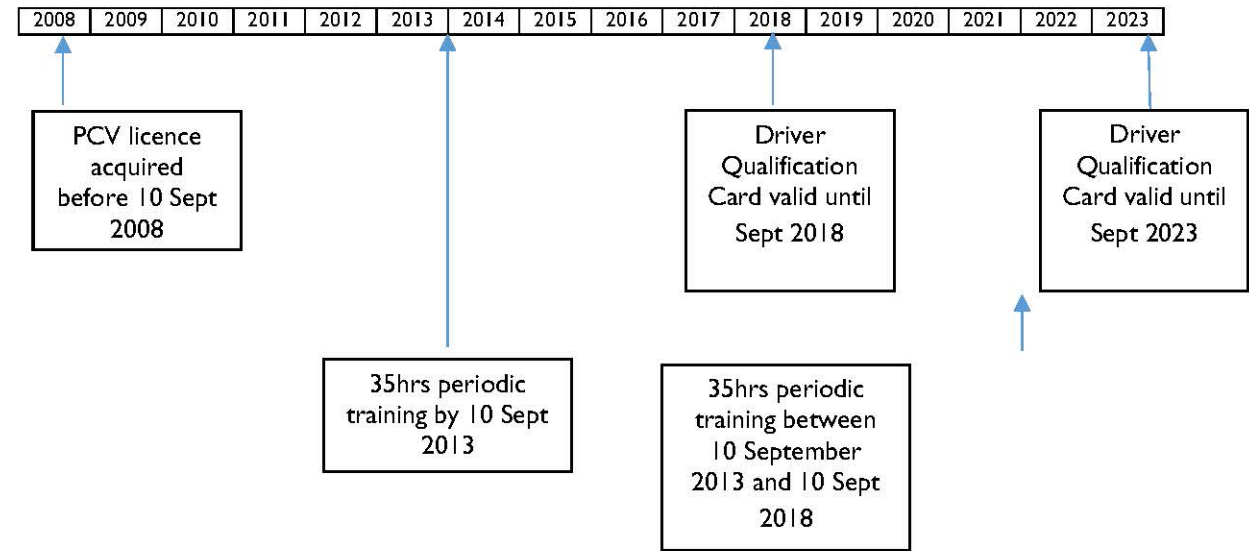 2008 2009 2010 2011 2012 2013 2014 2015 2016 2017 2018 2019 2020 2021 2022 2023
PCV licence
acquired
before 10 Sept
2008
Driver
Qualification
Card valid until
Sept 2018
Driver
Qualification
Card valid until
Sept 2023
35hrs periodic
training by 10 Sept
2013
35hrs periodic
training between
10 September
2013 and 10 Sept
2018